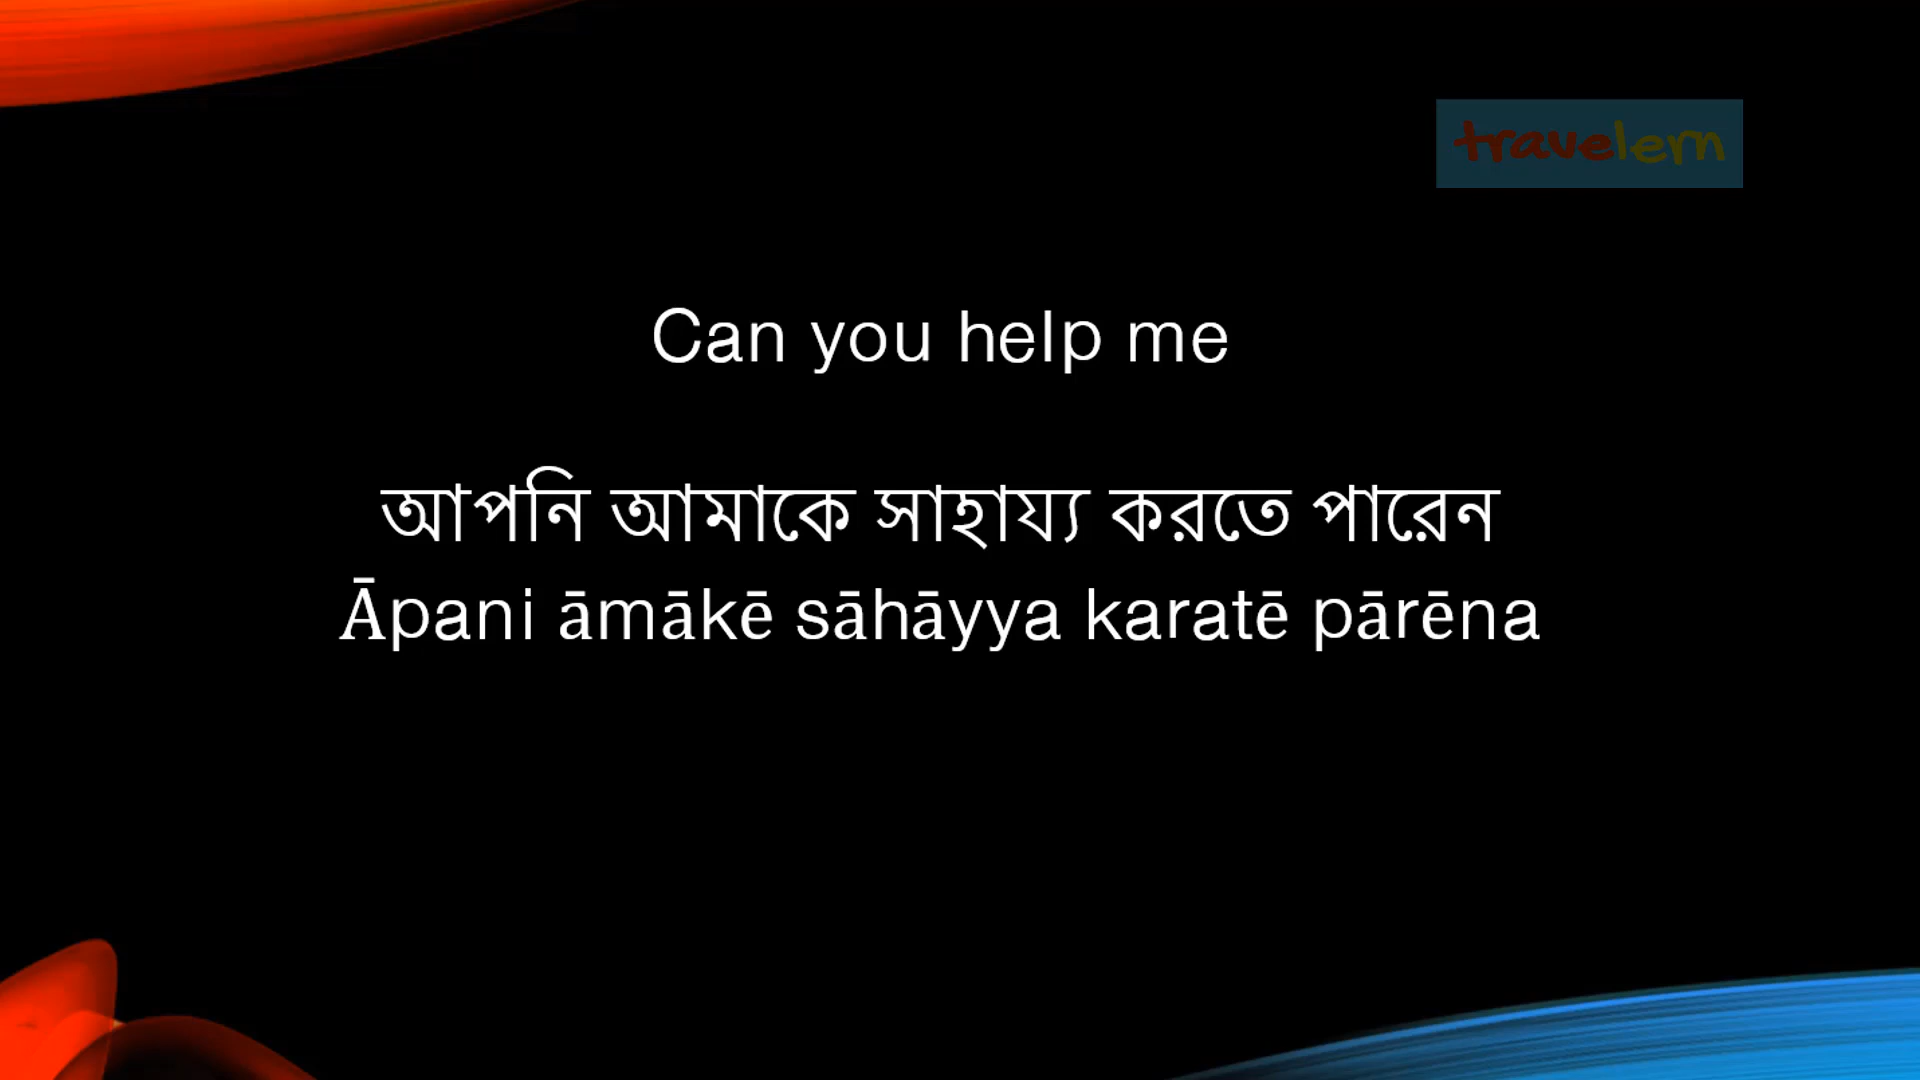 travelern
Can you help me
আপনি আমাকে সাহায্য করতে পারেন
Āpani āmākē sāhāyya karatē pārēna